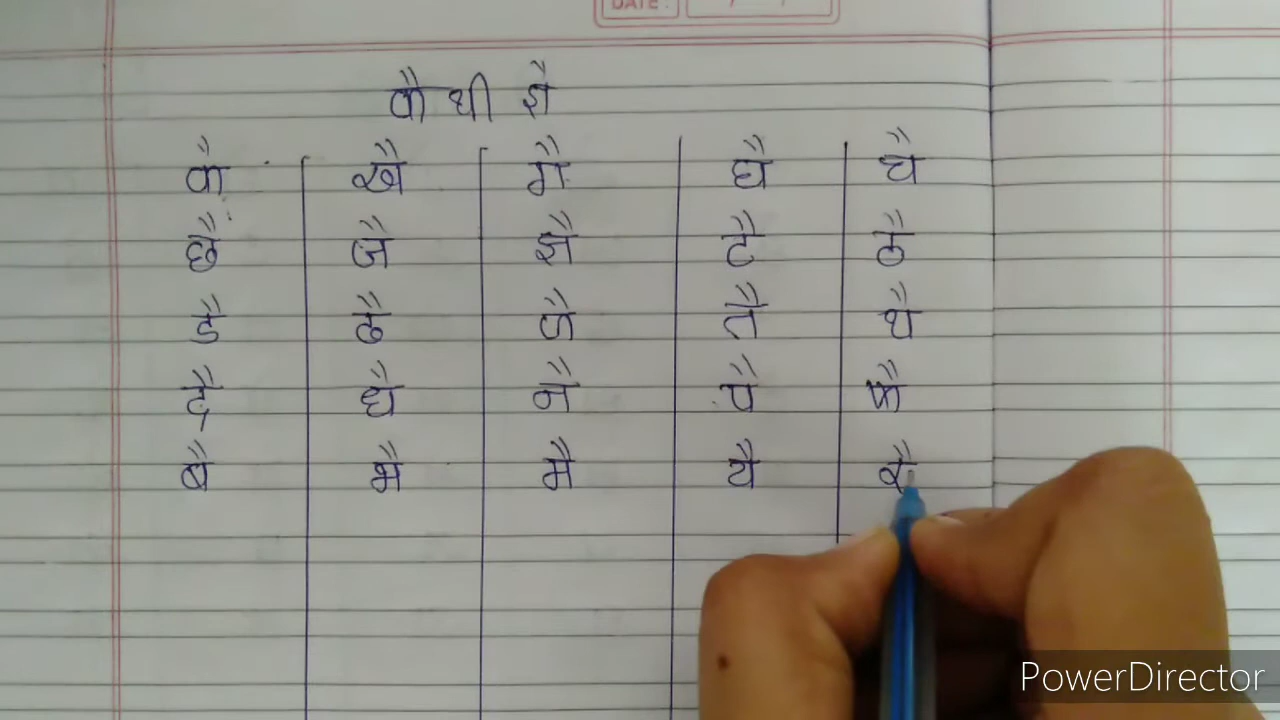 DATE :
कै थी ज्ञै
कै खै गै घै चै
छै जै झै टै ठै
डै ढै णै तै थै
दै धै नै पै फै
बै भै मै यै रै
PowerDirector